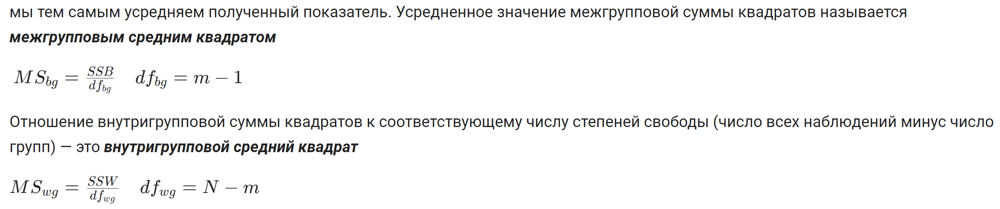 мы тем самым усредняем полученный показатель. Усредненное значение межгрупповой суммы квадратов называется
межгрупповым средним квадратом
MS_{bg} = \frac{SSB}{df_{bg}} df_{bg} = m − 1
Отношение внутригрупповой суммы квадратов к соответствующему числу степеней свободы (число всех наблюдений минус число
групп) — это внутригрупповой средний квадрат
MS_{wg} = \frac{SSW}{df_{wg}} df_{wg} = N − m